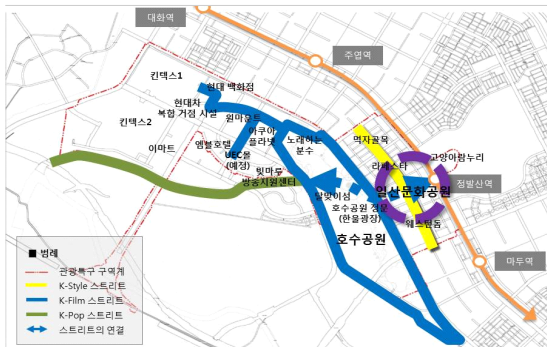 대화역
주엽역
킨텍스1
현대 백화점
현대차
복합 거점 시설
킨텍스2
원마운트
아쿠아
플라넷
노래하는
분수
이마트
엠블호텔
UEC몰
(예정)
먹자골목
라페스타
고양아람누리
빛마루
방송지원센터
정발산역
일산문화공원
달맞이섬
호수공원 정문
(한울광장)
웨스턴돔
호수공원
마두역
범례
관광특구 구역계
K-Style 스트리트
K-Film 스트리트
K-Pop 스트리트
스트리트의 연결